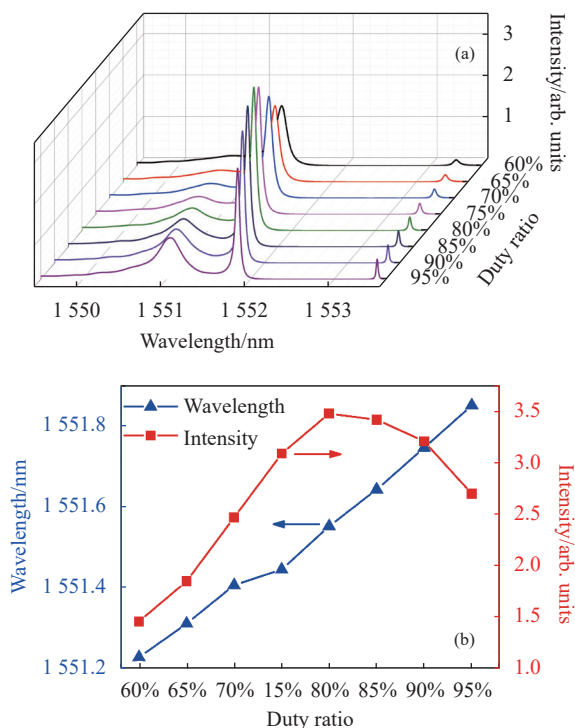 3
2
1
Intensity/arb. units
(a)
60%
65%
70%
75%
80%
85%
90%
95%
Duty ratio
1 550
1 551
1 552
1 553
Wavelength/nm
Wavelength
Intensity
1 551.8
1 551.6
1 551.4
1 551.2
Wavelength/nm
3.5
3.0
2.5
2.0
1.5
1.0
Intensity/arb. units
(b)
60% 65% 70% 15% 80% 85% 90% 95%
Duty ratio